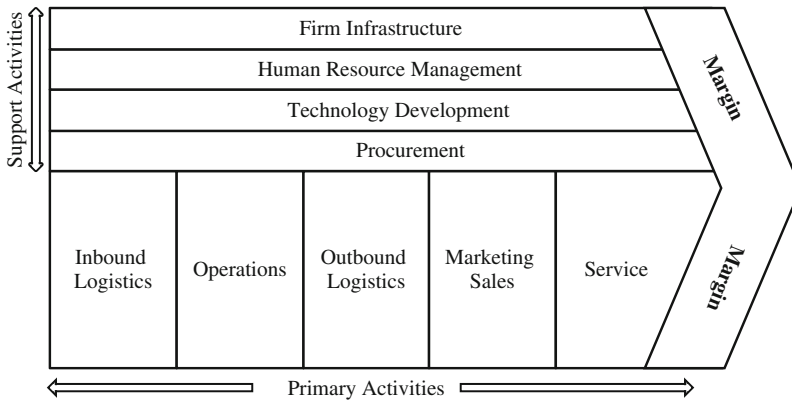 Support Activities
Firm Infrastructure
Human Resource Management
Technology Development
Procurement
Margin
Inbound
Logistics
Operations
Outbound
Logistics
Marketing
Sales
Service
Margin
Primary Activities